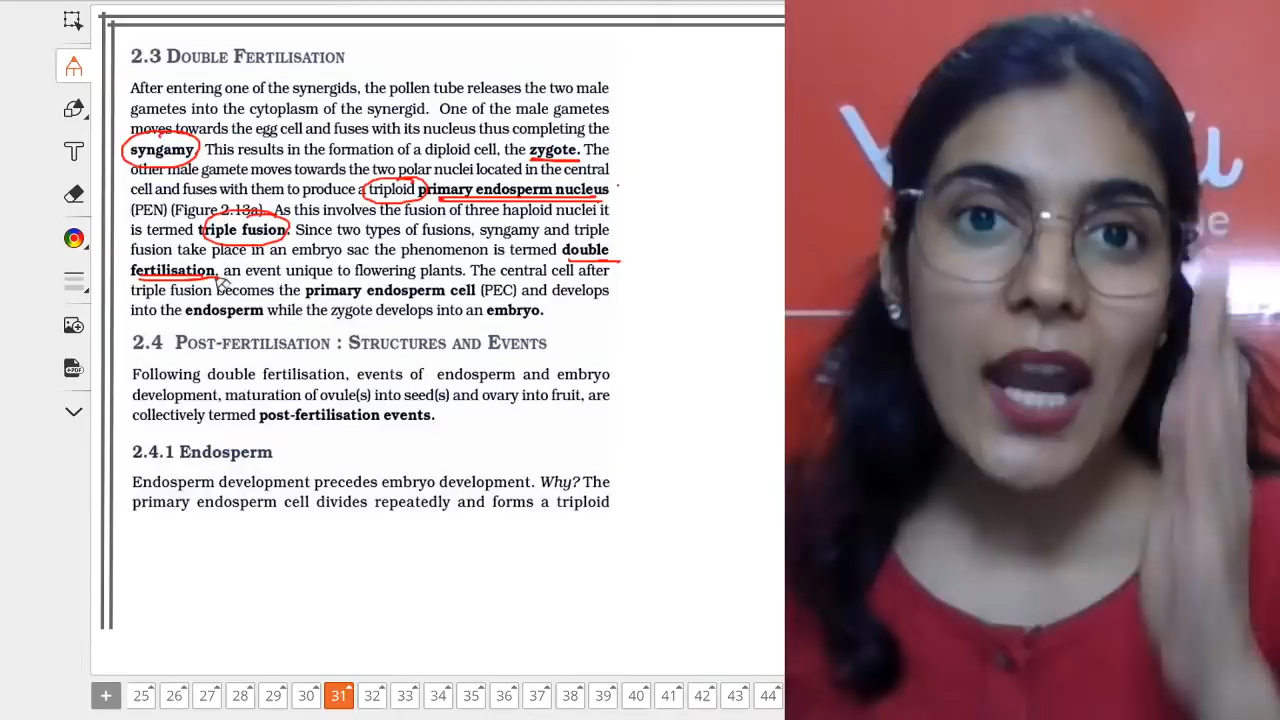 2.3 DOUBLE FERTILISATION
After entering one of the synergids, the pollen tube releases the two male
gametes into the cytoplasm of the synergid. One of the male gametes
moves towards the egg cell and fuses with its nucleus thus completing the
syngamy. This results in the formation of a diploid cell, the zygote. The
other male gamete moves towards the two polar nuclei located in the central
cell and fuses with them to produce a triploid primary endosperm nucleus
(PEN) (Figure 2.13a). As this involves the fusion of three haploid nuclei it
is termed triple fusion. Since two types of fusions, syngamy and triple
fusion take place in an embryo sac the phenomenon is termed double
fertilisation, an event unique to flowering plants. The central cell after
triple fusion becomes the primary endosperm cell (PEC) and develops
into the endosperm while the zygote develops into an embryo.
2.4 POST-FERTILISATION : STRUCTURES AND EVENTS
Following double fertilisation, events of endosperm and embryo
development, maturation of ovule(s) into seed(s) and ovary into fruit, are
collectively termed post-fertilisation events.
2.4.1 Endosperm
Endosperm development precedes embryo development. Why? The
primary endosperm cell divides repeatedly and forms a triploid
T
+PDF
+ 25 26 27 28 29 30 31 32 33 34 35 36 37 38 39 40 41 42 43 44